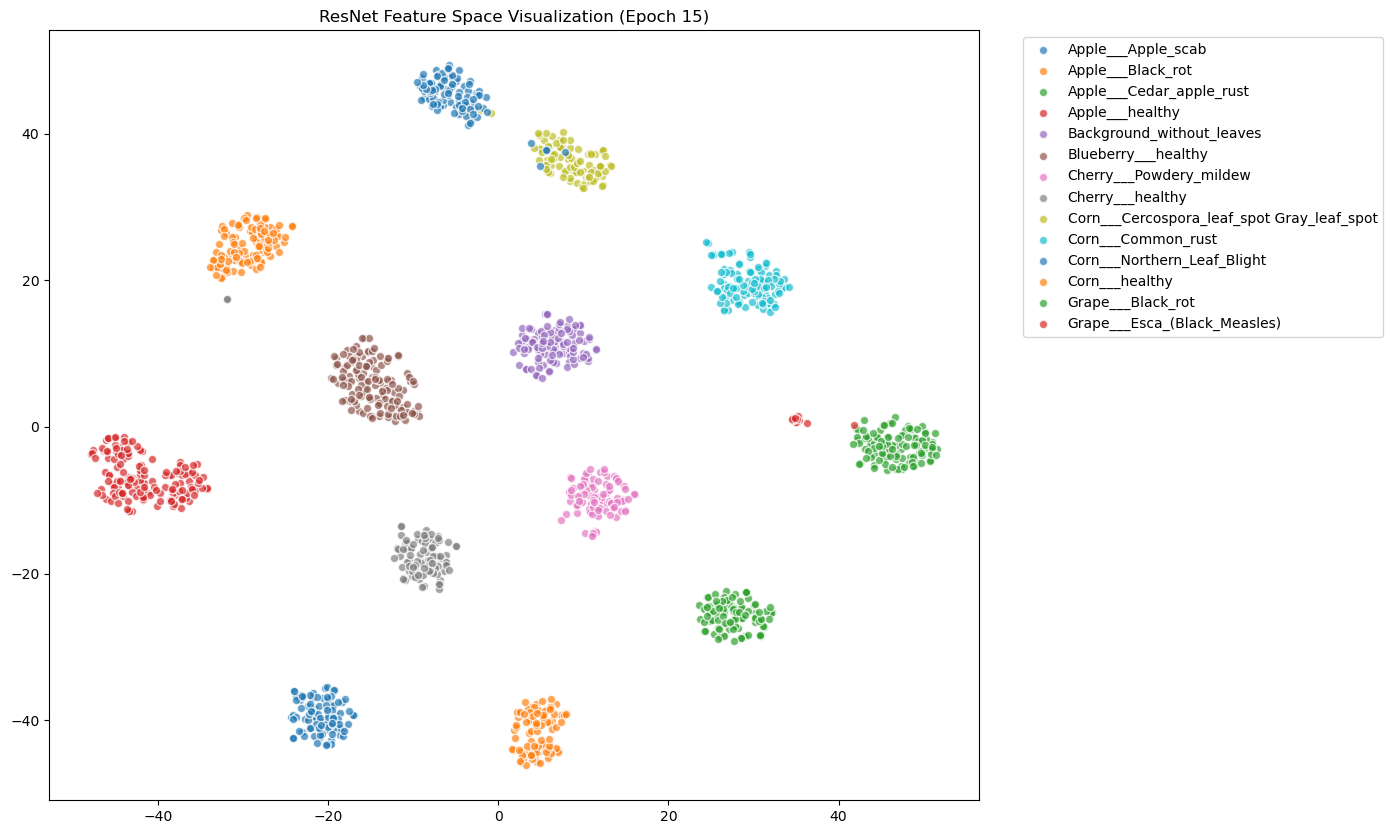 ResNet Feature Space Visualization (Epoch 15)
Apple___Apple_scab
Apple___Black_rot
Apple___Cedar_apple_rust
Apple___healthy
Background_without_leaves
Blueberry___healthy
Cherry___Powdery_mildew
Cherry___healthy
Corn___Cercospora_leaf_spot Gray_leaf_spot
Corn___Common_rust
Corn___Northern_Leaf_Blight
Corn___healthy
Grape___Black_rot
Grape___Esca_(Black_Measles)
40
20
0
−20
−40
−40 −20 0 20 40